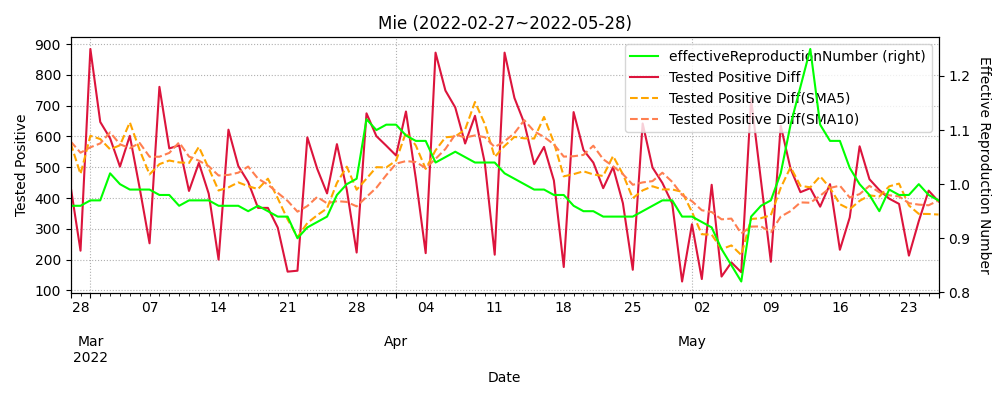 Mie (2022-02-27~2022-05-28)
effectiveReproductionNumber (right)
Tested Positive Diff
Tested Positive Diff(SMA5)
Tested Positive Diff(SMA10)
Tested Positive
900
800
700
600
500
400
300
200
100
Effective Reproduction Number
1.2
1.1
1.0
0.9
0.8
28 07 14 21 28 04 11 18 25 02 09 16 23
Mar Apr May
2022
Date